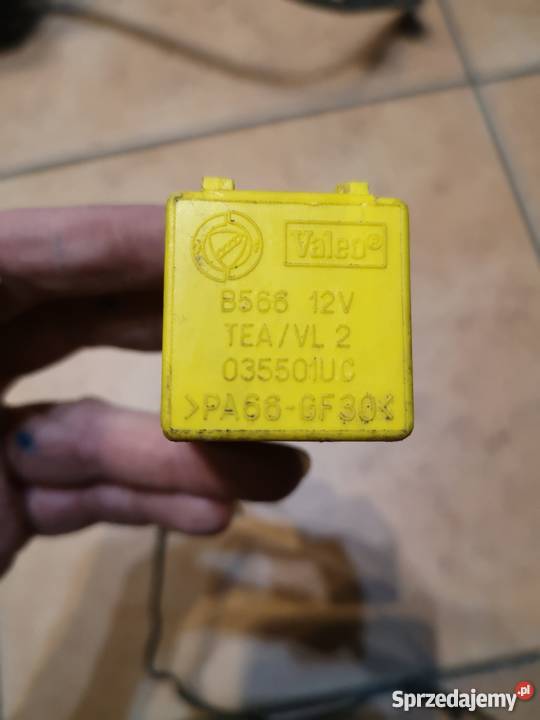 Valeo®
B566 12V
TEA/VL 2
035501UC
>PA66-GF30<
Sprzedajemy.pl